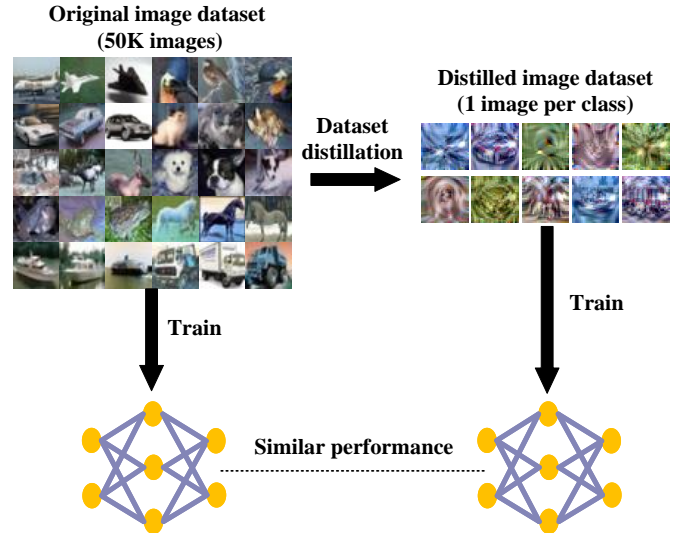 Original image dataset
(50K images)
Distilled image dataset
(1 image per class)
Dataset
distillation
Train
Train
Similar performance